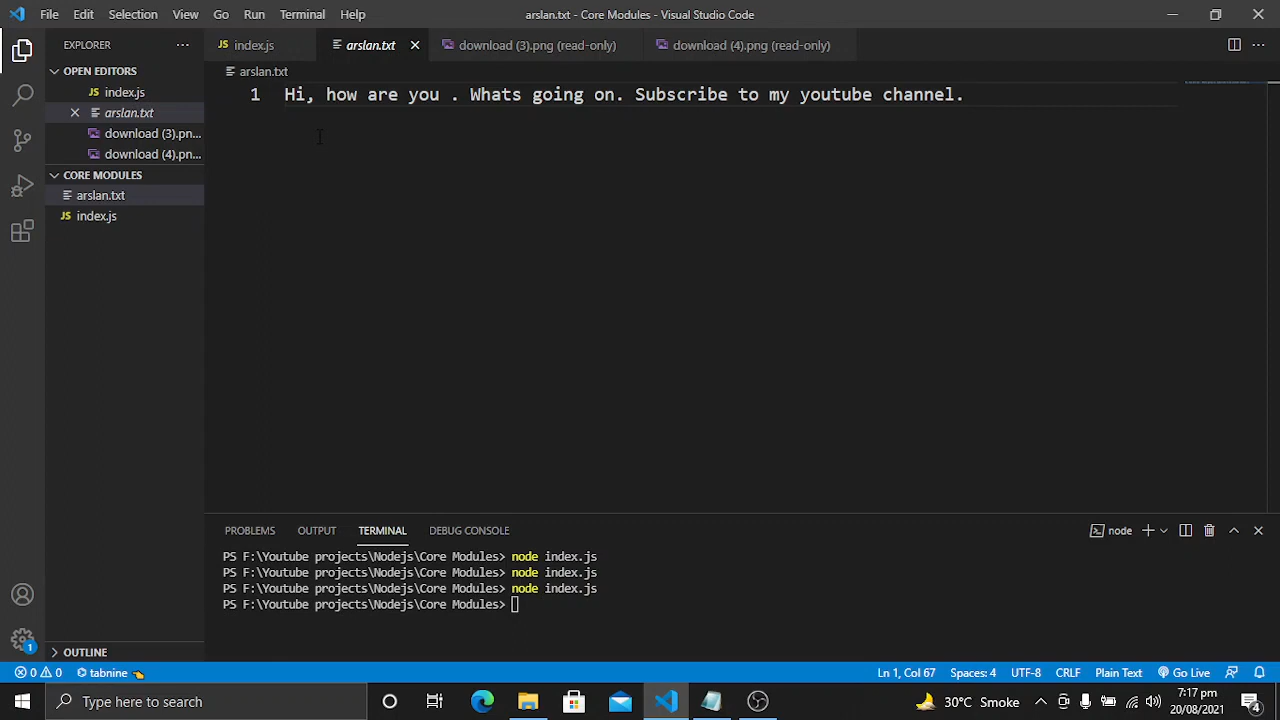 File Edit Selection View Go Run Terminal Help arslan.txt - Core Modules - Visual Studio Code
EXPLORER
index.js arslan.txt download (3).png (read-only) download (4).png (read-only)
OPEN EDITORS
index.js
arslan.txt
download (3).pn...
download (4).pn...
CORE MODULES
arslan.txt
index.js
OUTLINE
arslan.txt
1 Hi, how are you . Whats going on. Subscribe to my youtube channel.
PROBLEMS OUTPUT TERMINAL DEBUG CONSOLE node
PS F:\Youtube projects\Nodejs\Core Modules> node index.js
PS F:\Youtube projects\Nodejs\Core Modules> node index.js
PS F:\Youtube projects\Nodejs\Core Modules> node index.js
PS F:\Youtube projects\Nodejs\Core Modules>
1
0 0 tabnine Ln 1, Col 67 Spaces: 4 UTF-8 CRLF Plain Text Go Live
Type here to search 30°C Smoke 7:17 pm
20/08/2021 4